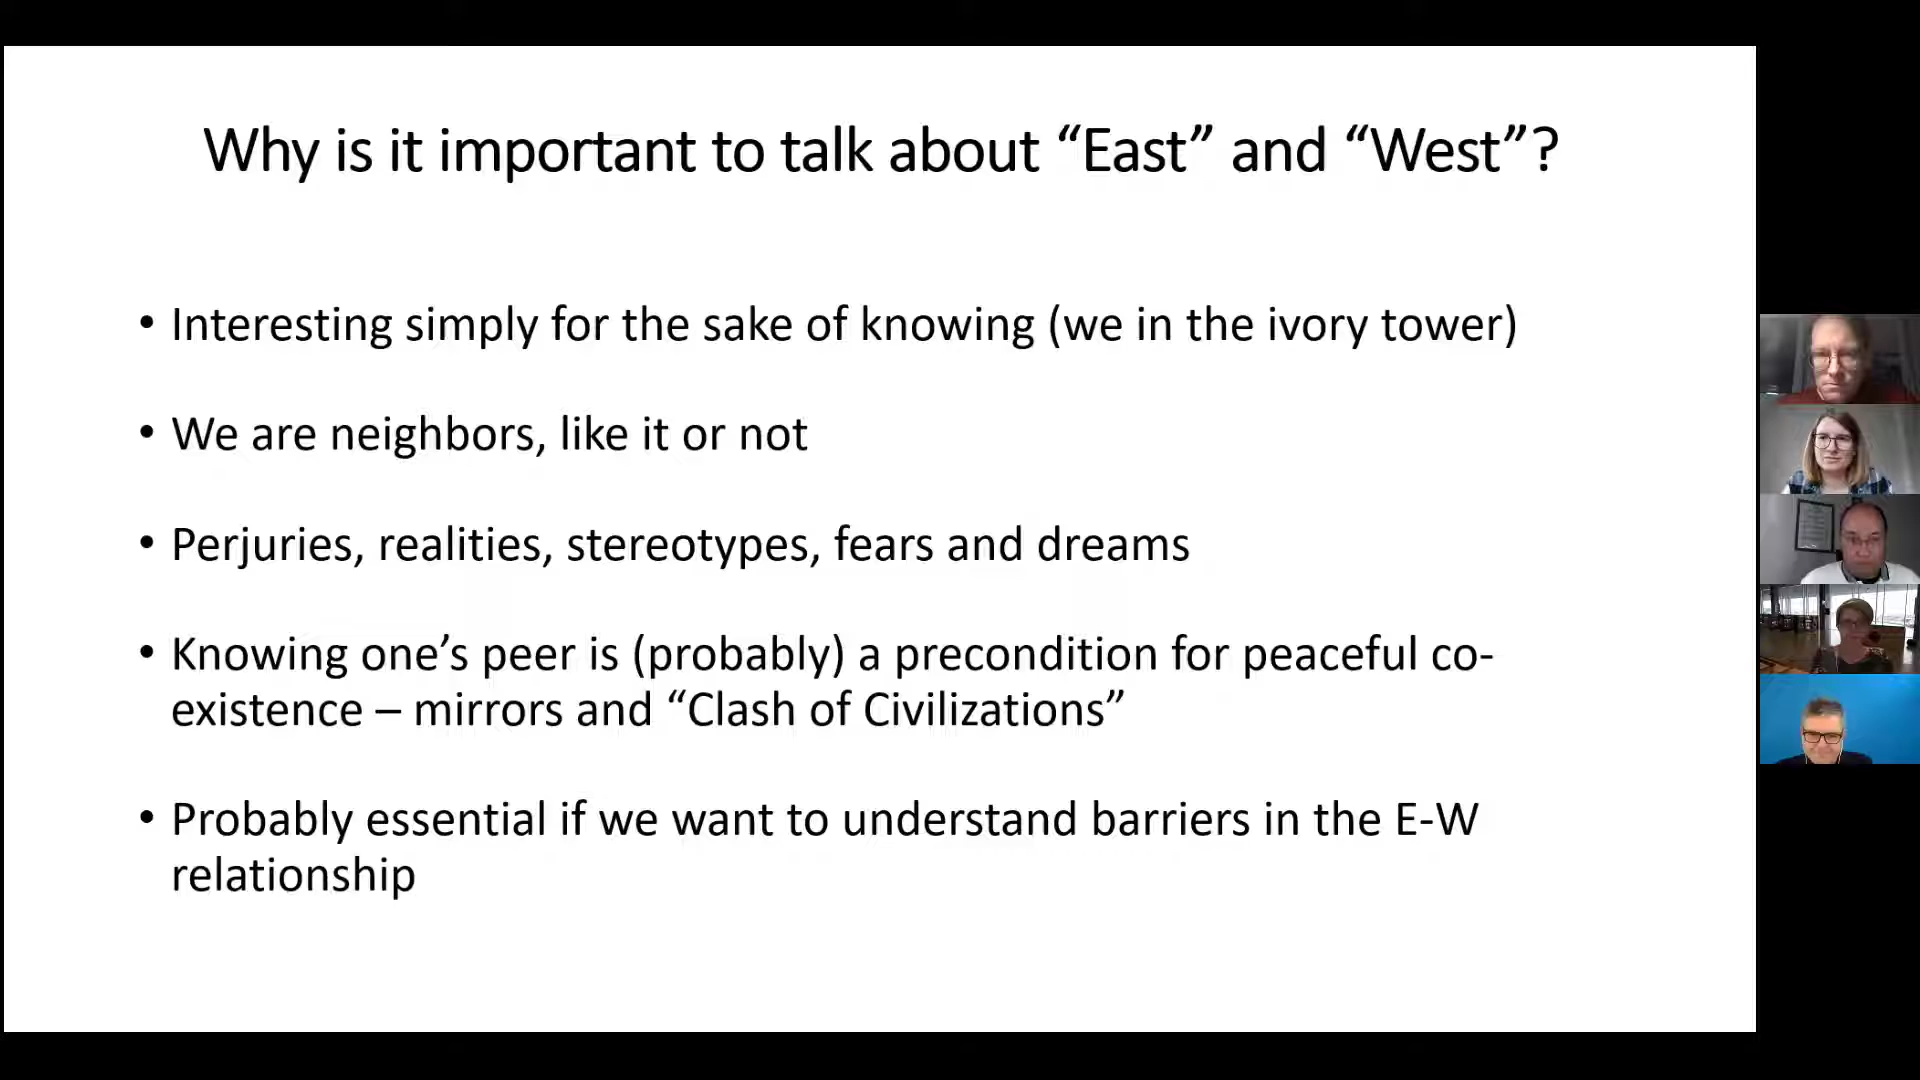 Why is it important to talk about “East” and “West”?
• Interesting simply for the sake of knowing (we in the ivory tower)
• We are neighbors, like it or not
• Perjuries, realities, stereotypes, fears and dreams
• Knowing one’s peer is (probably) a precondition for peaceful co-
existence – mirrors and “Clash of Civilizations”
• Probably essential if we want to understand barriers in the E-W
relationship